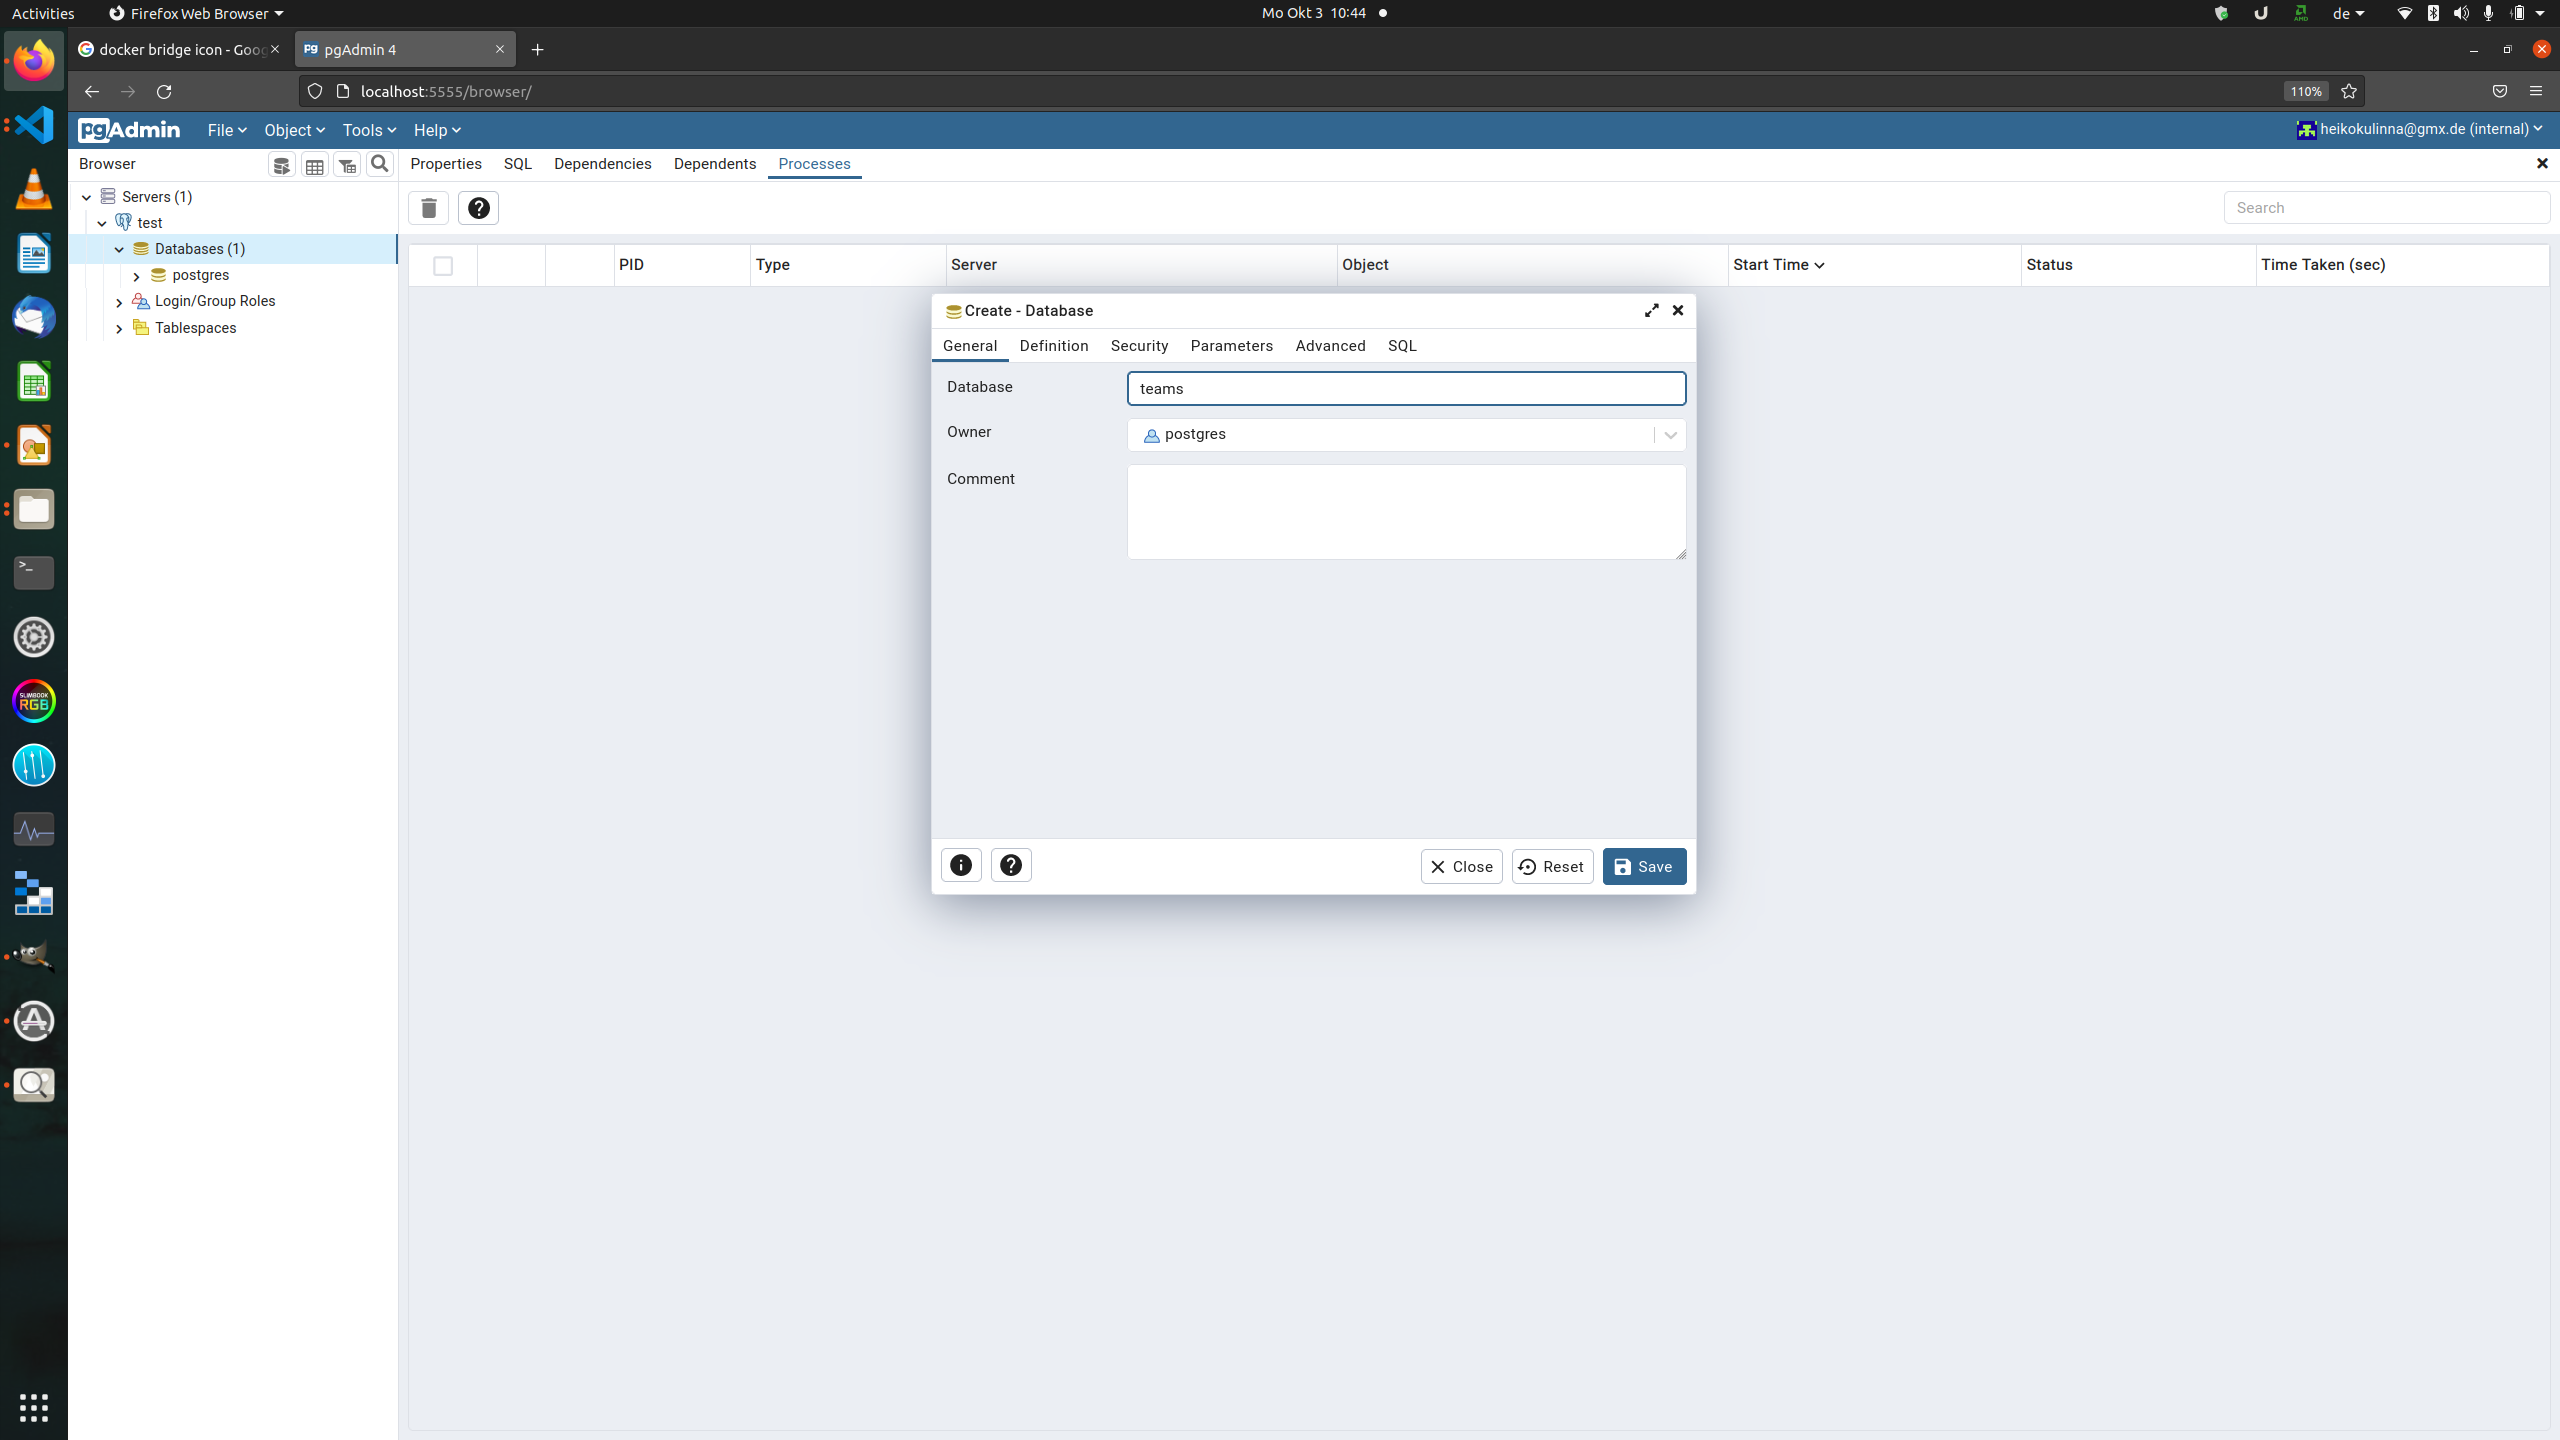 Activities
Firefox Web Browser
Mo Okt 3 10:44
de
docker bridge icon - Goog
pgAdmin 4
localhost:5555/browser/
110%
pgAdmin
File
Object
Tools
Help
heikokulinna@gmx.de (internal)
Browser
Properties
SQL
Dependencies
Dependents
Processes
Servers (1)
test
Databases (1)
postgres
Login/Group Roles
Tablespaces
Search
PID
Type
Server
Object
Start Time
Status
Time Taken (sec)
Create - Database
General
Definition
Security
Parameters
Advanced
SQL
Database
teams
Owner
postgres
Comment
Close
Reset
Save
SLIMBOOK
RGB
AMD